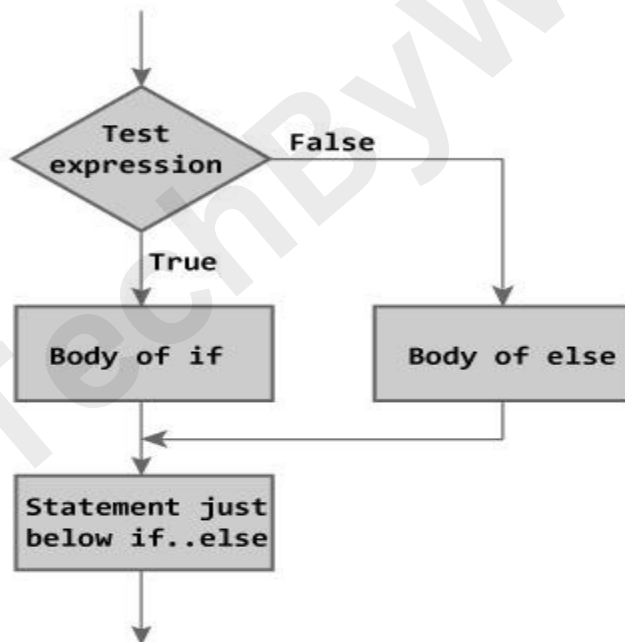 Test
expression
False
True
Body of if
Body of else
Statement just
below if..else